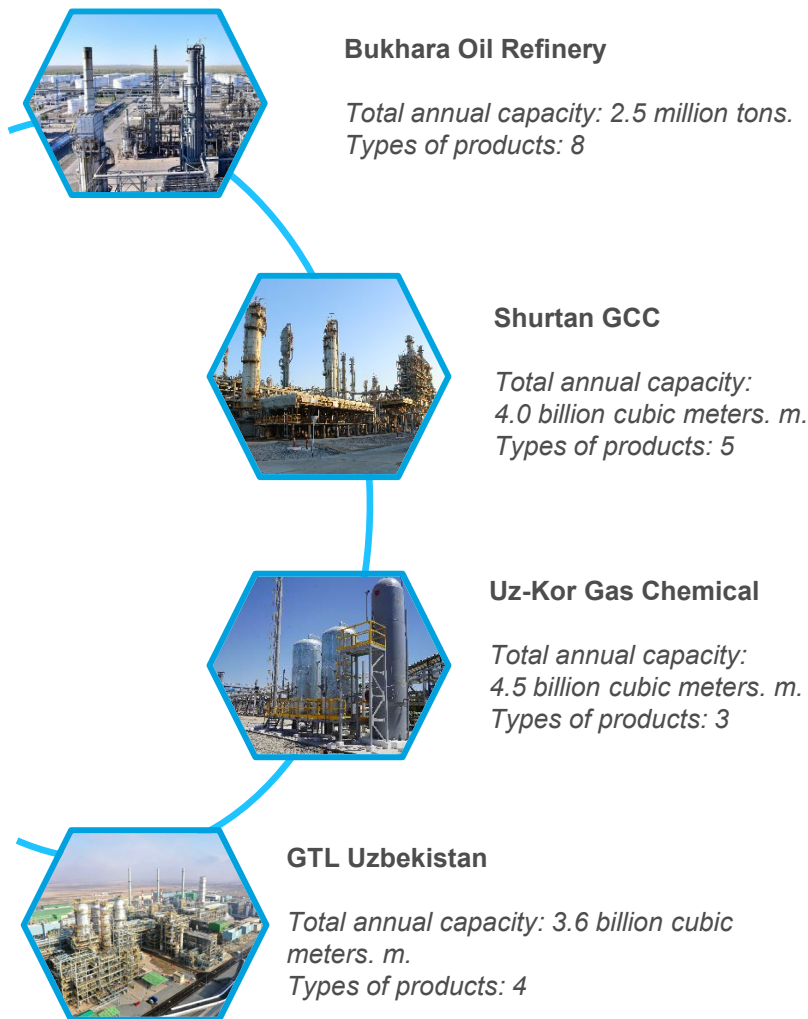 Bukhara Oil Refinery
Total annual capacity: 2.5 million tons.
Types of products: 8
Shurtan GCC
Total annual capacity:
4.0 billion cubic meters. m.
Types of products: 5
Uz-Kor Gas Chemical
Total annual capacity:
4.5 billion cubic meters. m.
Types of products: 3
GTL Uzbekistan
Total annual capacity: 3.6 billion cubic
meters. m.
Types of products: 4